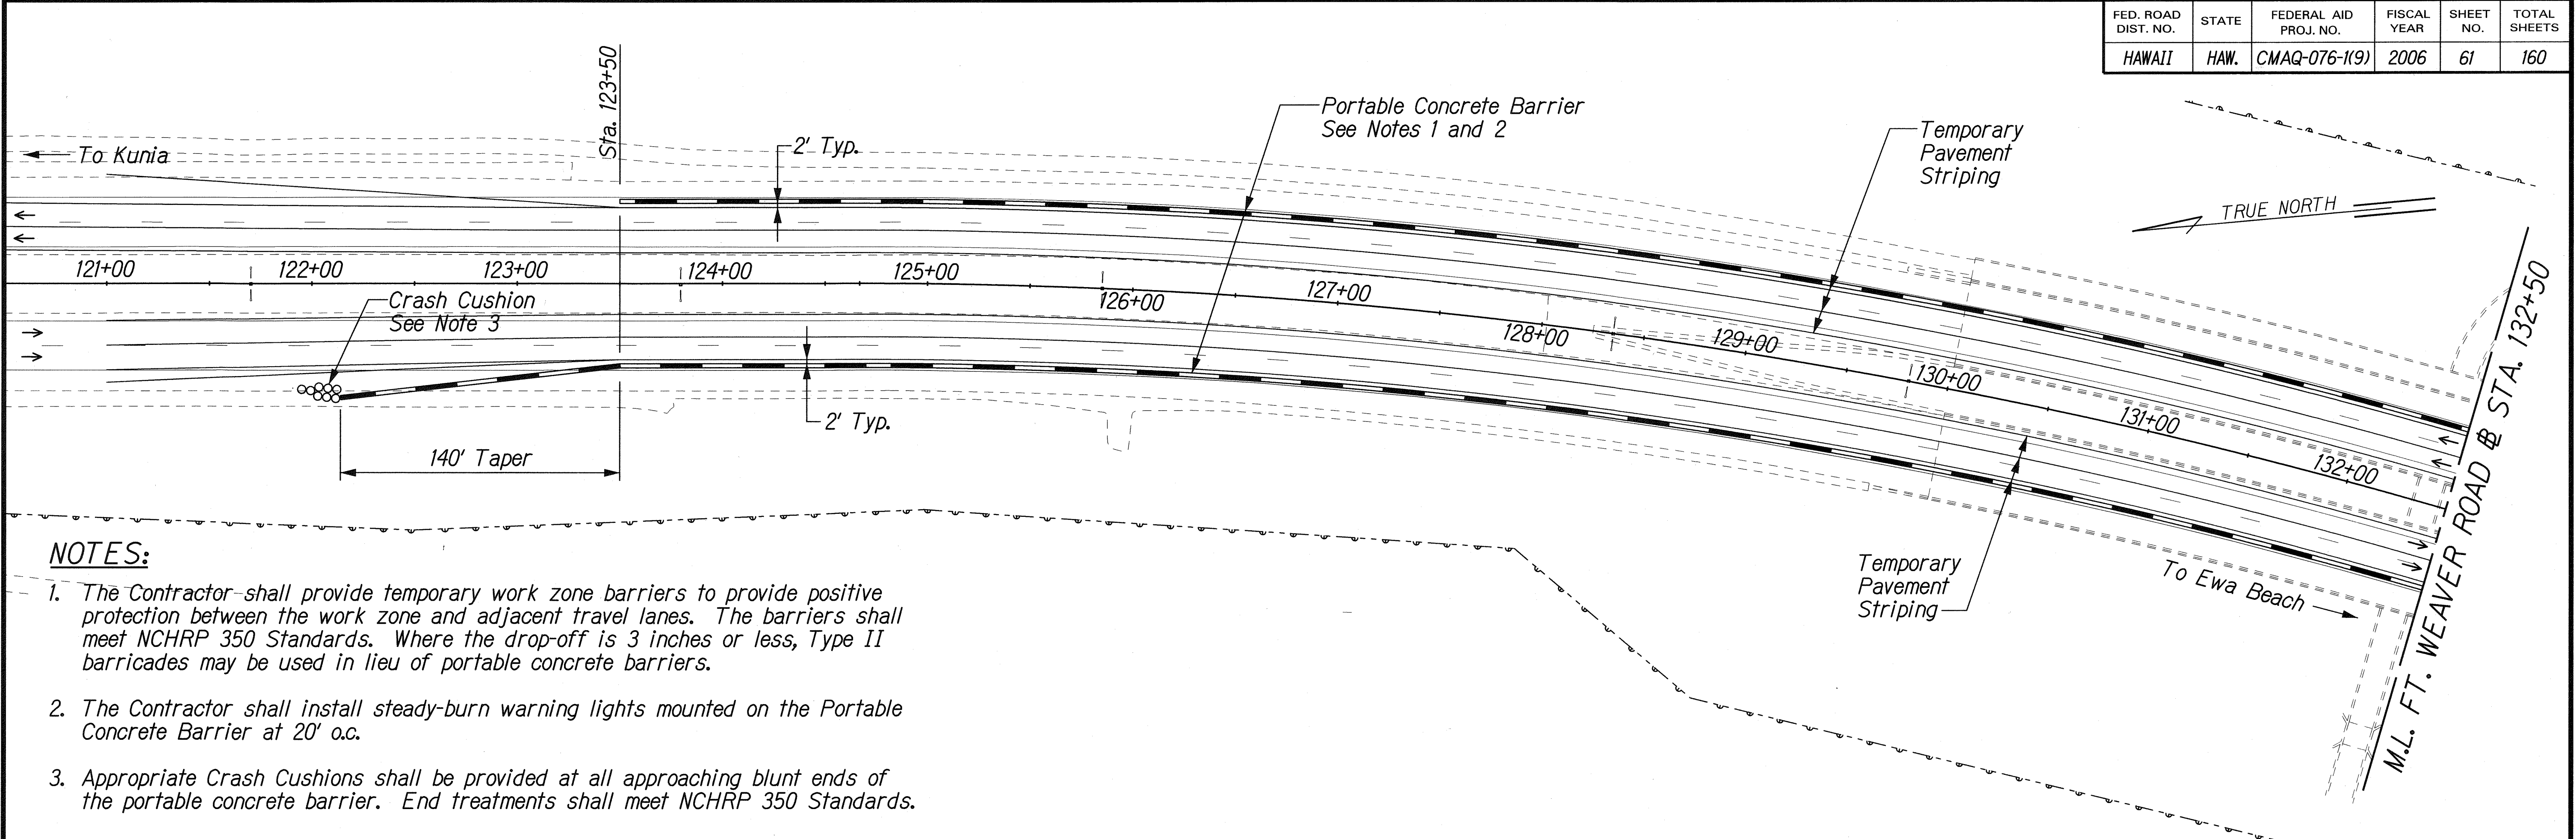 FED. ROAD DIST. NO. STATE FEDERAL AID PROJ. NO. FISCAL YEAR SHEET NO. TOTAL SHEETS
HAWAII HAW. CMAQ-076-1(9) 2006 61 160
Sta. 123+50
To Kunia
2' Typ.
Portable Concrete Barrier
See Notes 1 and 2
Temporary
Pavement
Striping
TRUE NORTH
121+00 122+00 123+00 124+00 125+00
126+00
127+00
128+00
129+00
130+00
131+00
132+00
Crash Cushion
See Note 3
2' Typ.
140' Taper
Temporary
Pavement
Striping
To Ewa Beach
M.L. FT. WEAVER ROAD ℄ STA. 132+50
NOTES:
1. The Contractor shall provide temporary work zone barriers to provide positive
protection between the work zone and adjacent travel lanes. The barriers shall
meet NCHRP 350 Standards. Where the drop-off is 3 inches or less, Type II
barricades may be used in lieu of portable concrete barriers.
2. The Contractor shall install steady-burn warning lights mounted on the Portable
Concrete Barrier at 20' o.c.
3. Appropriate Crash Cushions shall be provided at all approaching blunt ends of
the portable concrete barrier. End treatments shall meet NCHRP 350 Standards.